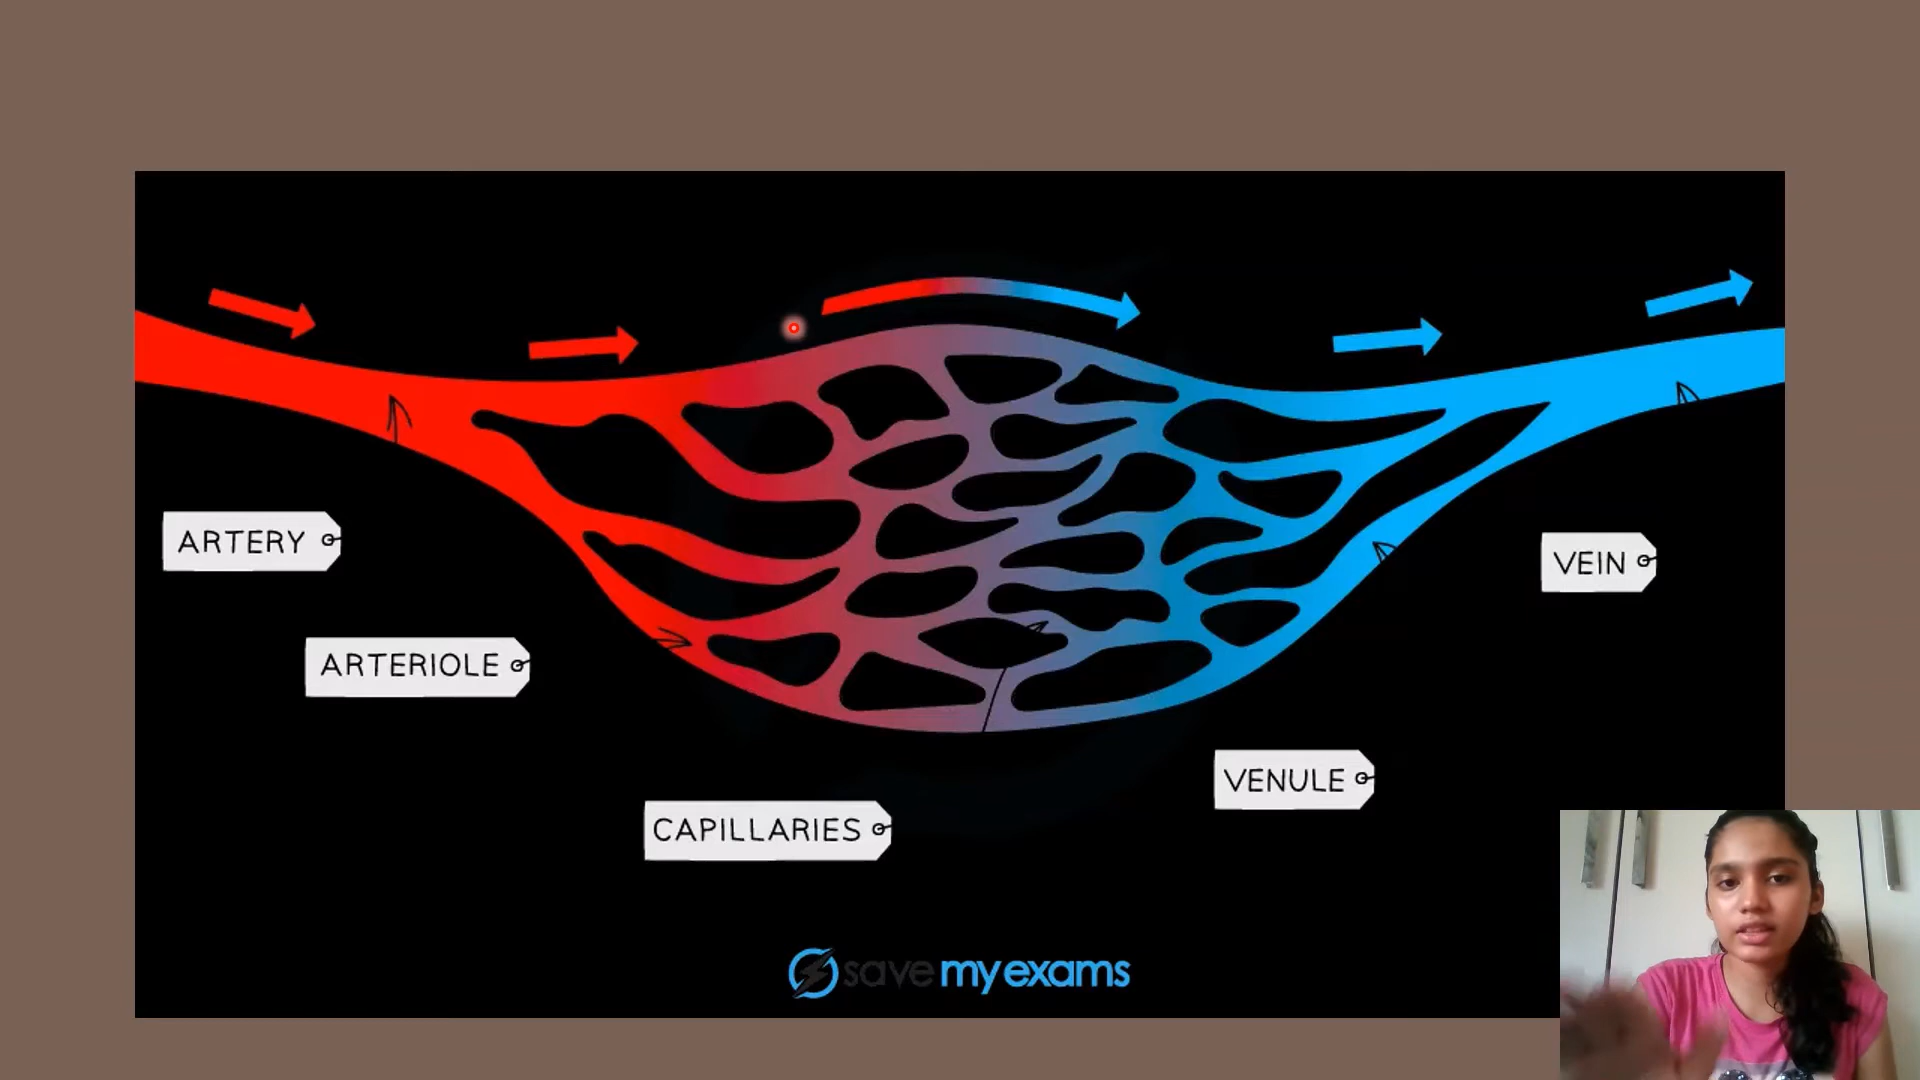 ARTERY
ARTERIOLE
CAPILLARIES
VENULE
VEIN
save my exams